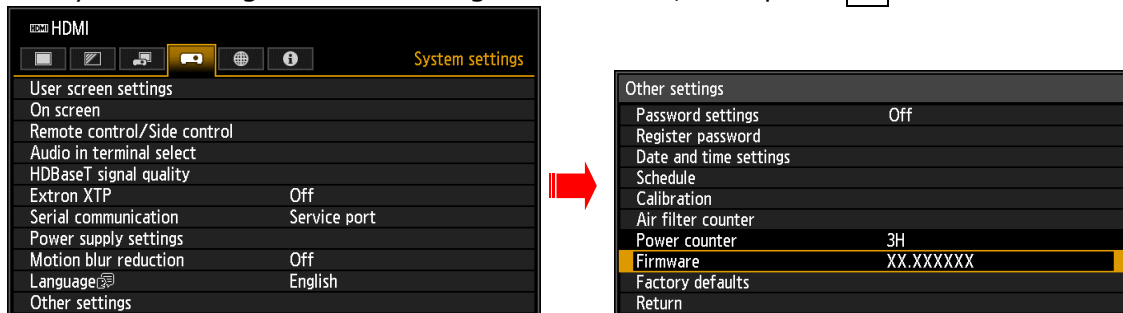 HDMI HDMI
System settings
User screen settings
On screen
Remote control/Side control
Audio in terminal select
HDBaseT signal quality
Extron XTP Off
Serial communication Service port
Power supply settings
Motion blur reduction Off
Language English
Other settings
Other settings
Password settings Off
Register password
Date and time settings
Schedule
Calibration
Air filter counter
Power counter 3H
Firmware XX.XXXXXX
Factory defaults
Return